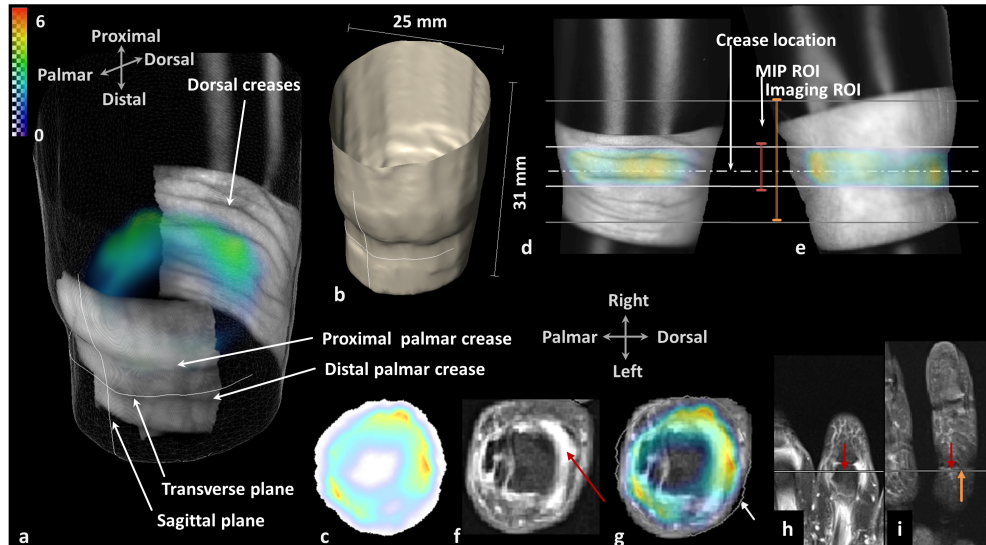 6
0
Proximal
Palmar
Dorsal
Distal
Dorsal creases
Proximal palmar crease
Distal palmar crease
Transverse plane
Sagittal plane
a
25 mm
31 mm
b
Crease location
MIP ROI
Imaging ROI
d
e
Right
Palmar
Dorsal
Left
c
f
g
h
i